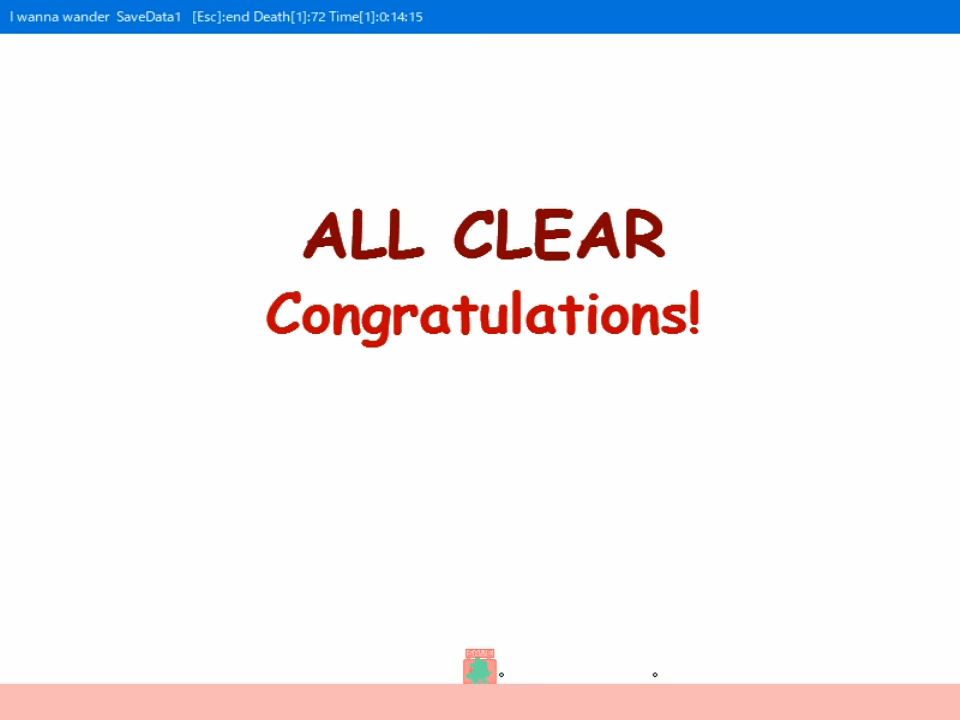 I wanna wander SaveData1 [Esc]:end Death[1]:72 Time[1]:0:14:15
ALL CLEAR
Congratulations!